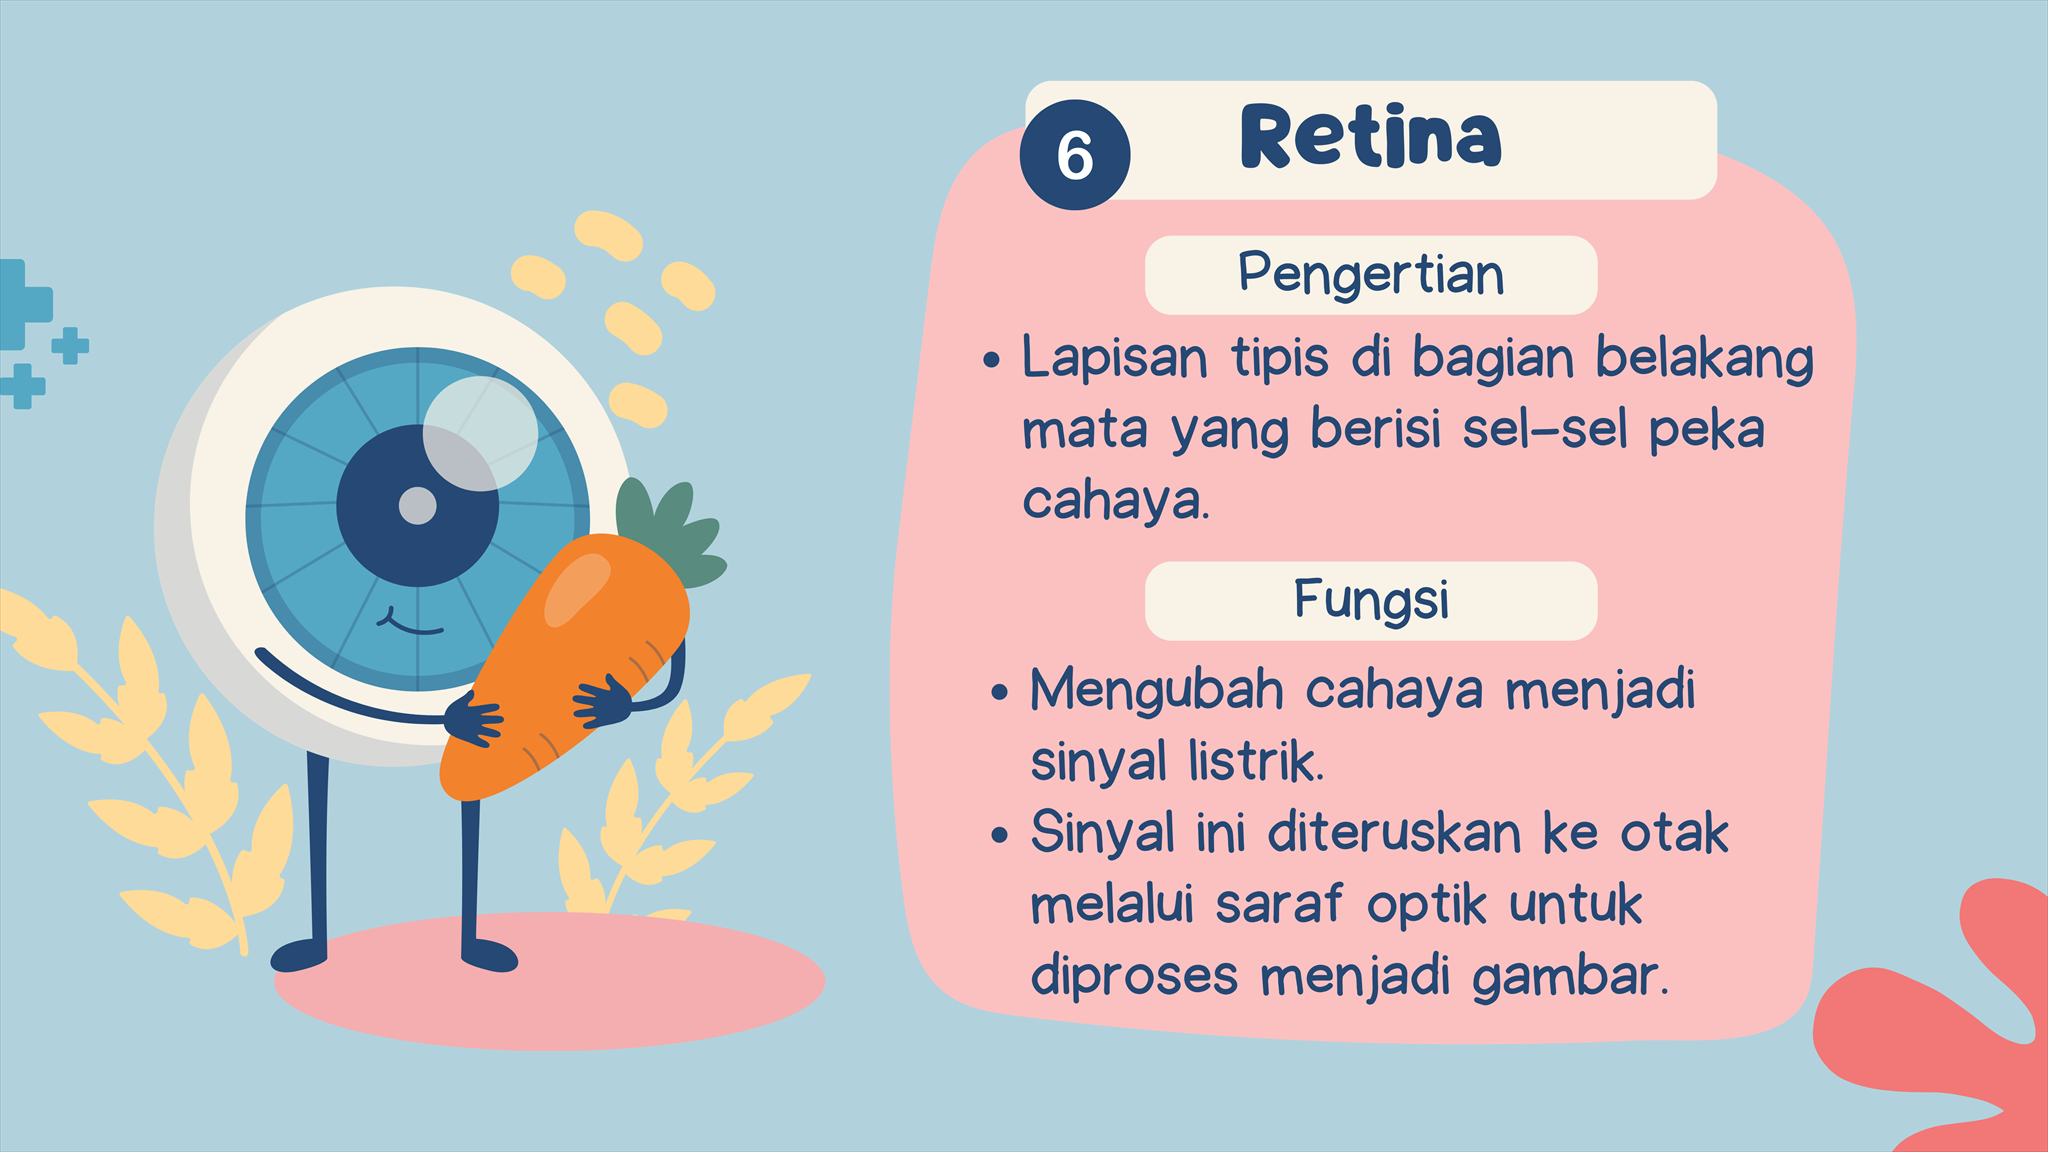 6
Retina
Pengertian
• Lapisan tipis di bagian belakang
mata yang berisi sel-sel peka
cahaya.
Fungsi
• Mengubah cahaya menjadi
sinyal listrik.
• Sinyal ini diteruskan ke otak
melalui saraf optik untuk
diproses menjadi gambar.